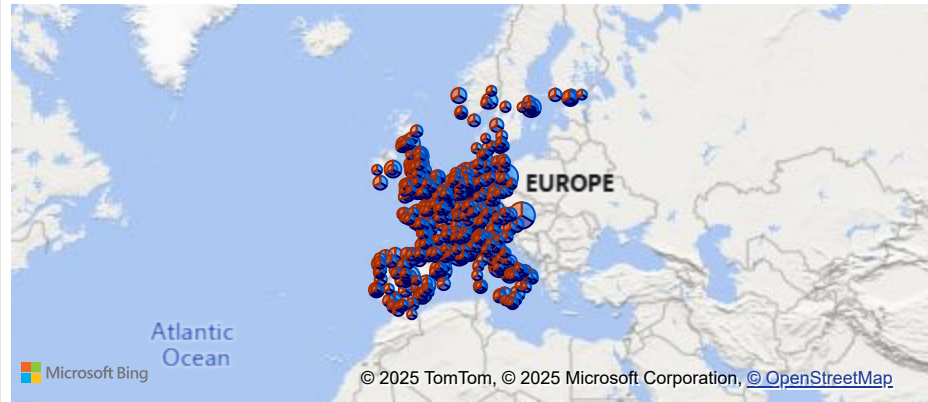 EUROPE
Atlantic
Ocean
Microsoft Bing
© 2025 TomTom, © 2025 Microsoft Corporation, © OpenStreetMap